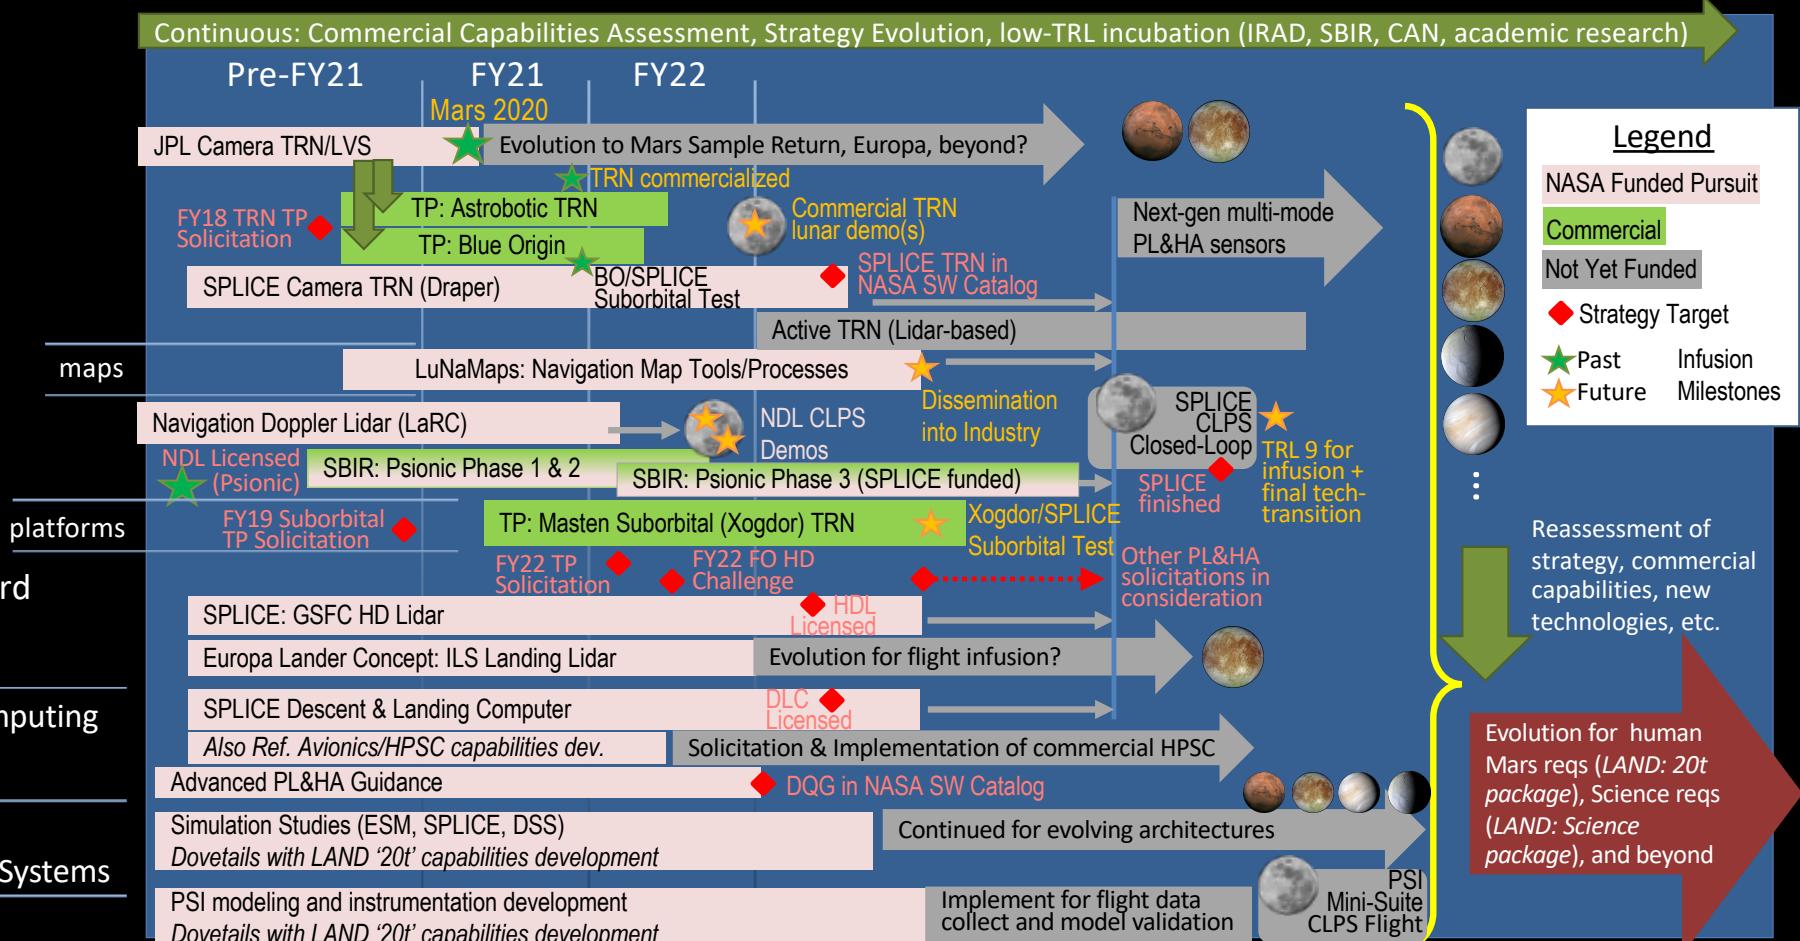 Continuous: Commercial Capabilities Assessment, Strategy Evolution, low-TRL incubation (IRAD, SBIR, CAN, academic research)
Pre-FY21
FY21
FY22
Mars 2020
JPL Camera TRN/LVS
Evolution to Mars Sample Return, Europa, beyond?
TRN commercialized
FY18 TRN TP
Solicitation
TP: Astrobotic TRN
TP: Blue Origin
Commercial TRN
lunar demo(s)
Next-gen multi-mode
PL&HA sensors
SPLICE Camera TRN (Draper)
BO/SPLICE
Suborbital Test
SPLICE TRN in
NASA SW Catalog
Active TRN (Lidar-based)
maps
LuNaMaps: Navigation Map Tools/Processes
Dissemination
into Industry
Navigation Doppler Lidar (LaRC)
NDL CLPS
Demos
SPLICE
CLPS
Closed-Loop
TRL 9 for
infusion +
final tech-
transition
NDL Licensed
(Psionic)
SBIR: Psionic Phase 1 & 2
SBIR: Psionic Phase 3 (SPLICE funded)
SPLICE
finished
platforms
FY19 Suborbital
TP Solicitation
TP: Masten Suborbital (Xogdor) TRN
Xogdor/SPLICE
Suborbital Test
FY22 TP
Solicitation
FY22 FO HD
Challenge
Other PL&HA
solicitations in
consideration
rd
SPLICE: GSFC HD Lidar
HDL
Licensed
Europa Lander Concept: ILS Landing Lidar
Evolution for flight infusion?
mputing
SPLICE Descent & Landing Computer
DLC
Licensed
Also Ref. Avionics/HPSC capabilities dev.
Solicitation & Implementation of commercial HPSC
Advanced PL&HA Guidance
DQG in NASA SW Catalog
Simulation Studies (ESM, SPLICE, DSS)
Dovetails with LAND ‘20t’ capabilities development
Continued for evolving architectures
Systems
PSI modeling and instrumentation development
Dovetails with LAND ‘20t’ capabilities development
Implement for flight data
collect and model validation
PSI
Mini-Suite
CLPS Flight
Legend
NASA Funded Pursuit
Commercial
Not Yet Funded
Strategy Target
Past Infusion
Future Milestones
...
Reassessment of
strategy, commercial
capabilities, new
technologies, etc.
Evolution for human
Mars reqs (LAND: 20t
package), Science reqs
(LAND: Science
package), and beyond